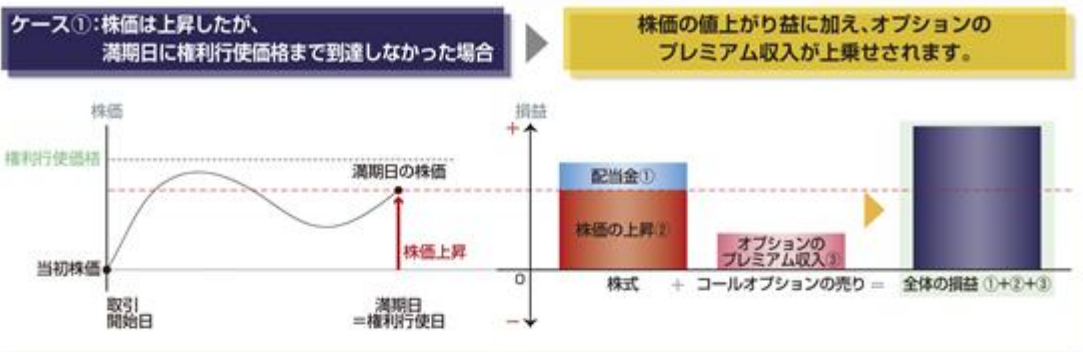 ケース①:株価は上昇したが、
満期日に権利行使価格まで到達しなかった場合
株価の値上がり益に加え、オプションの
プレミアム収入が上乗せされます。
株価
権利行使価格
満期日の株価
株価上昇
当初株価
取引
開始日
満期日
=権利行使日
損益
+
0
−
配当金①
株価の上昇②
オプションの
プレミアム収入③
株式 + コールオプションの売り = 全体の損益 ①+②+③